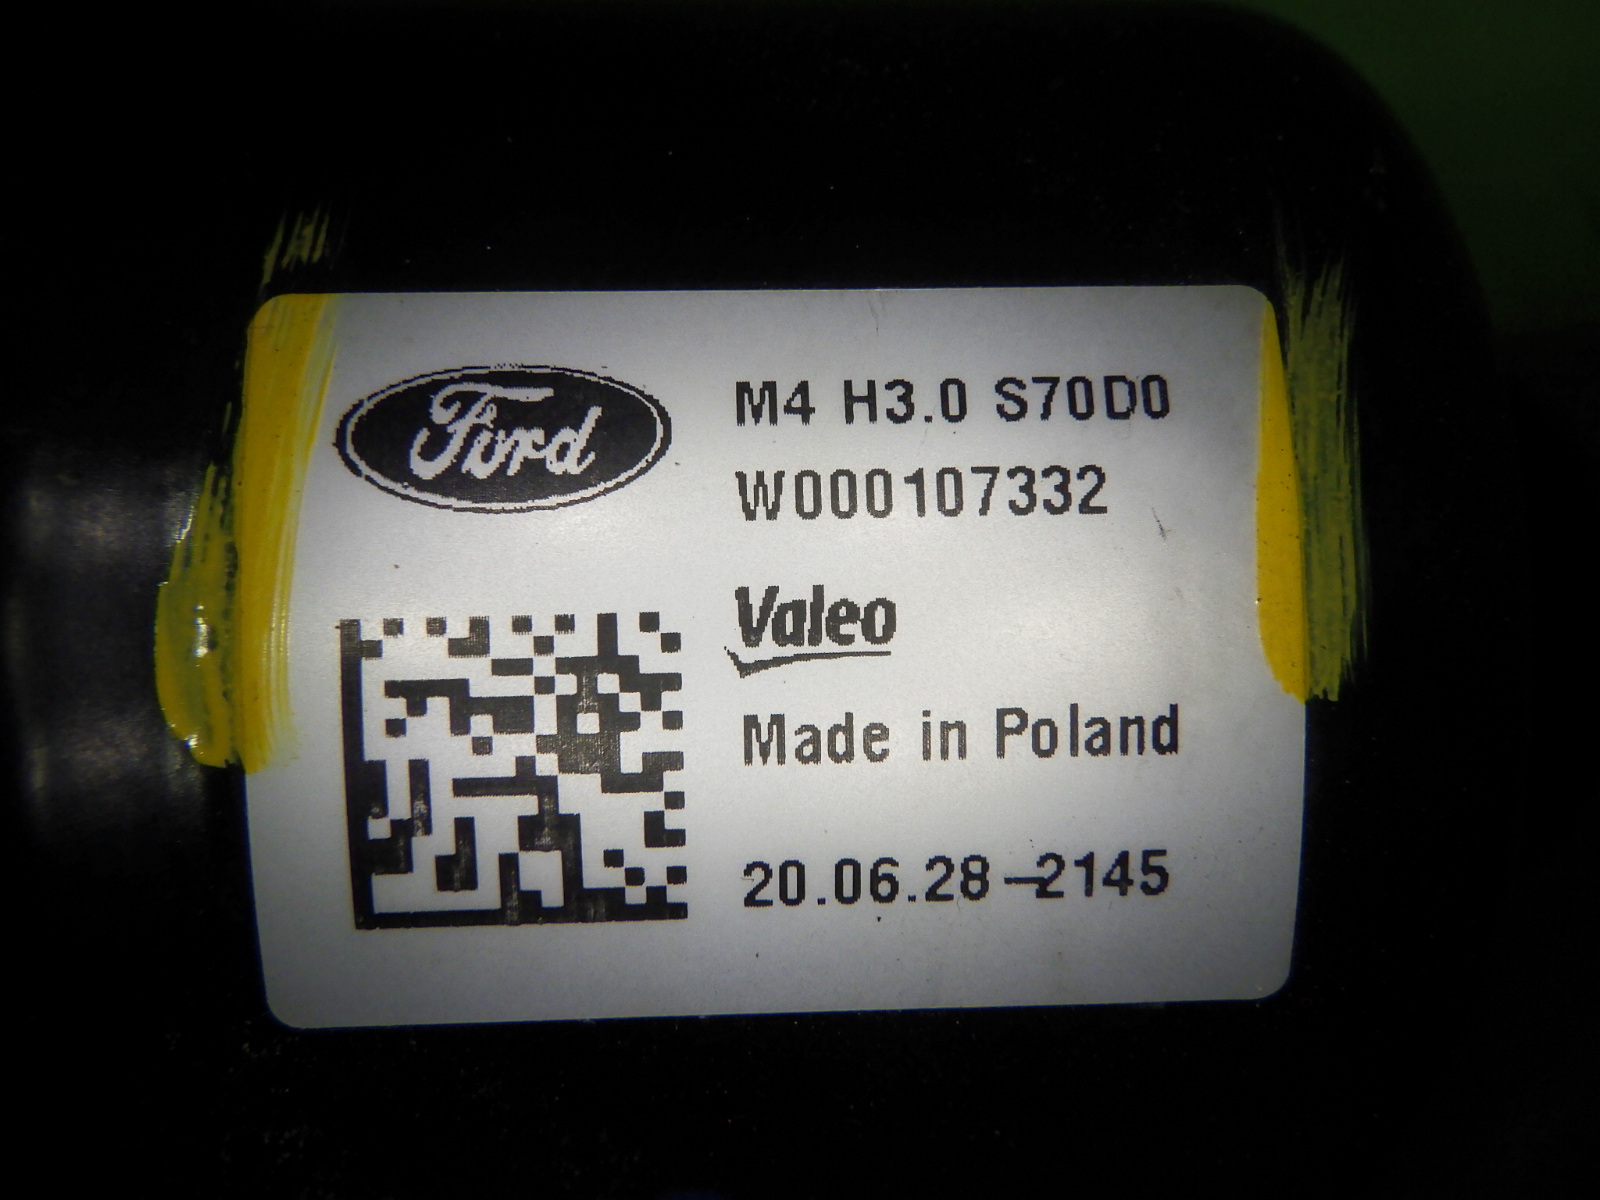 Ford
M4 H3.0 S70D0
W000107332
Valeo
Made in Poland
20.06.28-2145